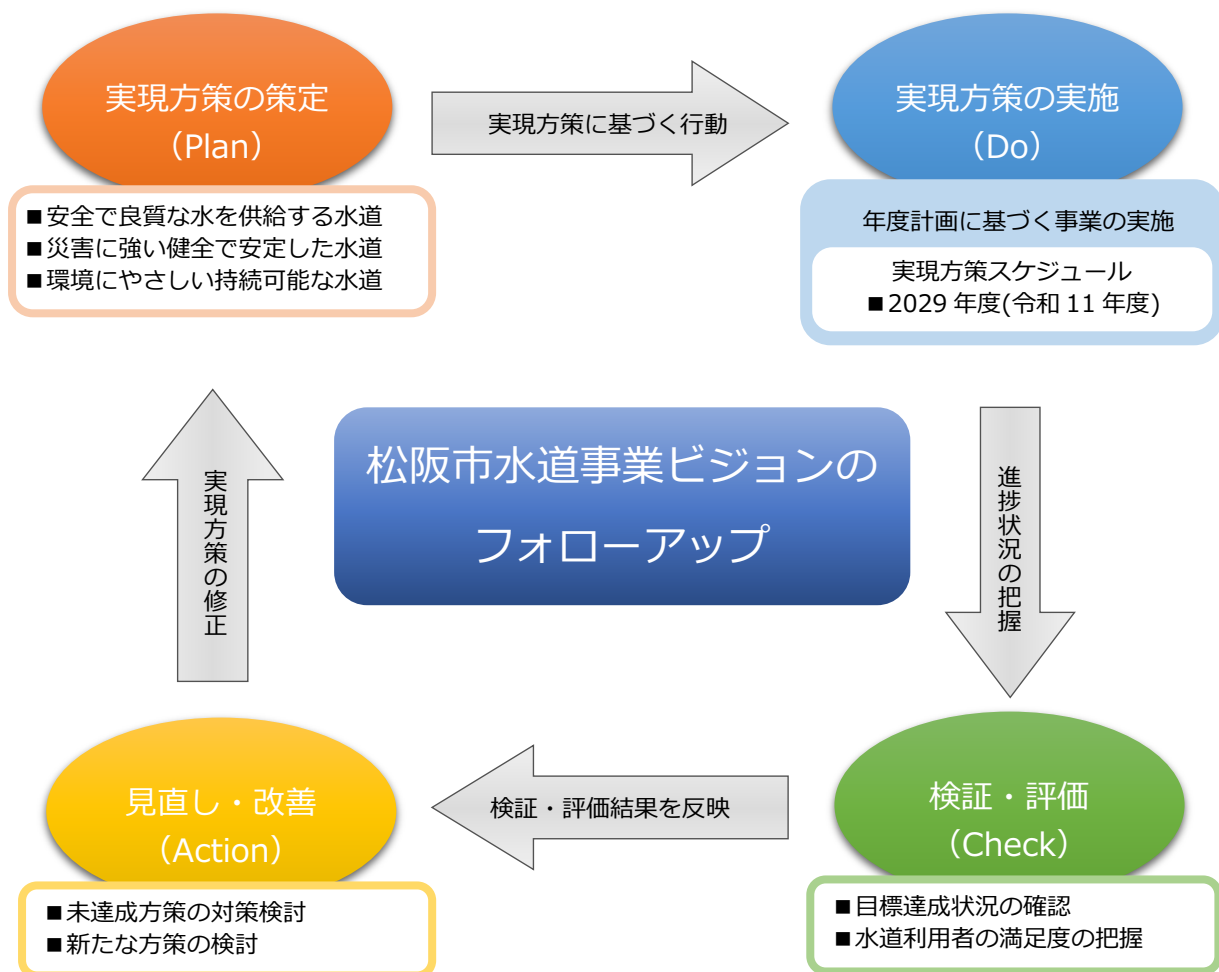 実現方策の策定
（Plan）
■安全で良質な水を供給する水道
■災害に強い健全で安定した水道
■環境にやさしい持続可能な水道
実現方策に基づく行動
実現方策の実施
（Do）
年度計画に基づく事業の実施
実現方策スケジュール
■2029 年度(令和 11 年度)
松阪市水道事業ビジョンの
フォローアップ
進捗状況の把握
検証・評価
（Check）
■目標達成状況の確認
■水道利用者の満足度の把握
検証・評価結果を反映
見直し・改善
（Action）
■未達成方策の対策検討
■新たな方策の検討
実現方策の修正